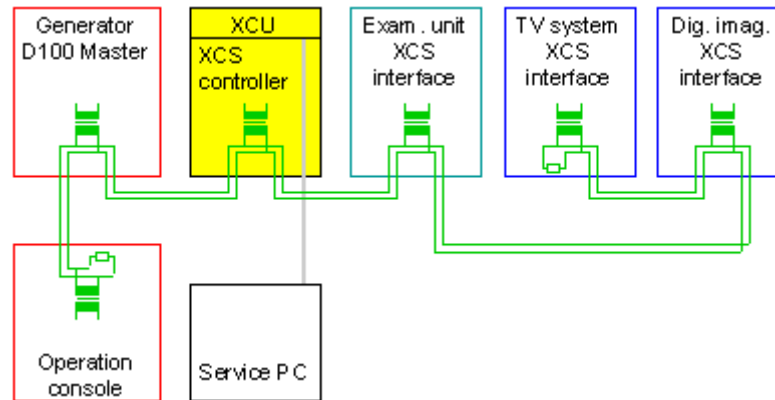 Generator
D100 Master
XCU
XCS
controller
Exam. unit
XCS
interface
TV system
XCS
interface
Dig. imag.
XCS
interface
Operation
console
Service PC